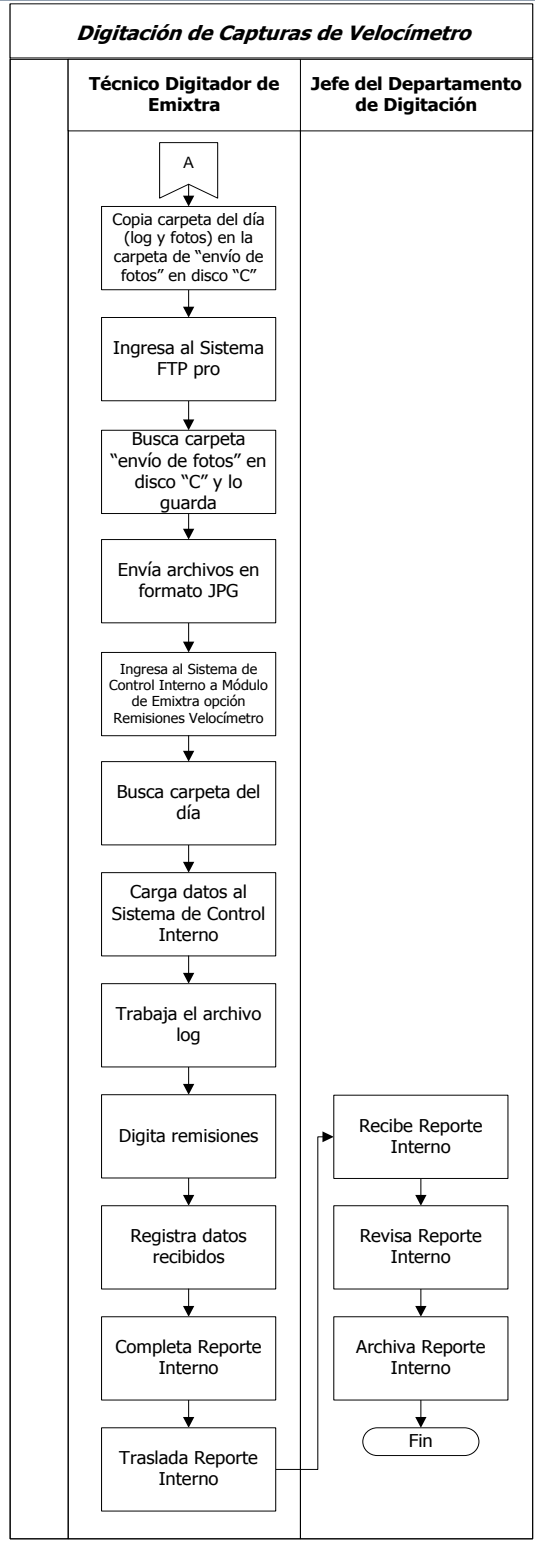 Digitación de Capturas de Velocímetro
Técnico Digitador de
Emixtra
Jefe del Departamento
de Digitación
A
Copia carpeta del día
(log y fotos) en la
carpeta de “envío de
fotos” en disco “C”
Ingresa al Sistema
FTP pro
Busca carpeta
“envío de fotos” en
disco “C” y lo
guarda
Envía archivos en
formato JPG
Ingresa al Sistema de
Control Interno a Módulo
de Emixtra opción
Remisiones Velocímetro
Busca carpeta del
día
Carga datos al
Sistema de Control
Interno
Trabaja el archivo
log
Digita remisiones
Registra datos
recibidos
Completa Reporte
Interno
Traslada Reporte
Interno
Recibe Reporte
Interno
Revisa Reporte
Interno
Archiva Reporte
Interno
Fin